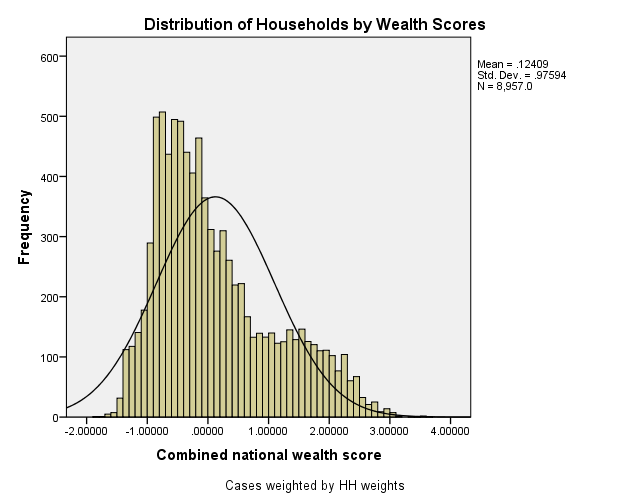 Distribution of Households by Wealth Scores
Mean = .12409
Std. Dev. = .97594
N = 8,957.0
600
500
400
300
200
100
0
Frequency
-2.00000 -1.00000 .00000 1.00000 2.00000 3.00000 4.00000
Combined national wealth score
Cases weighted by HH weights